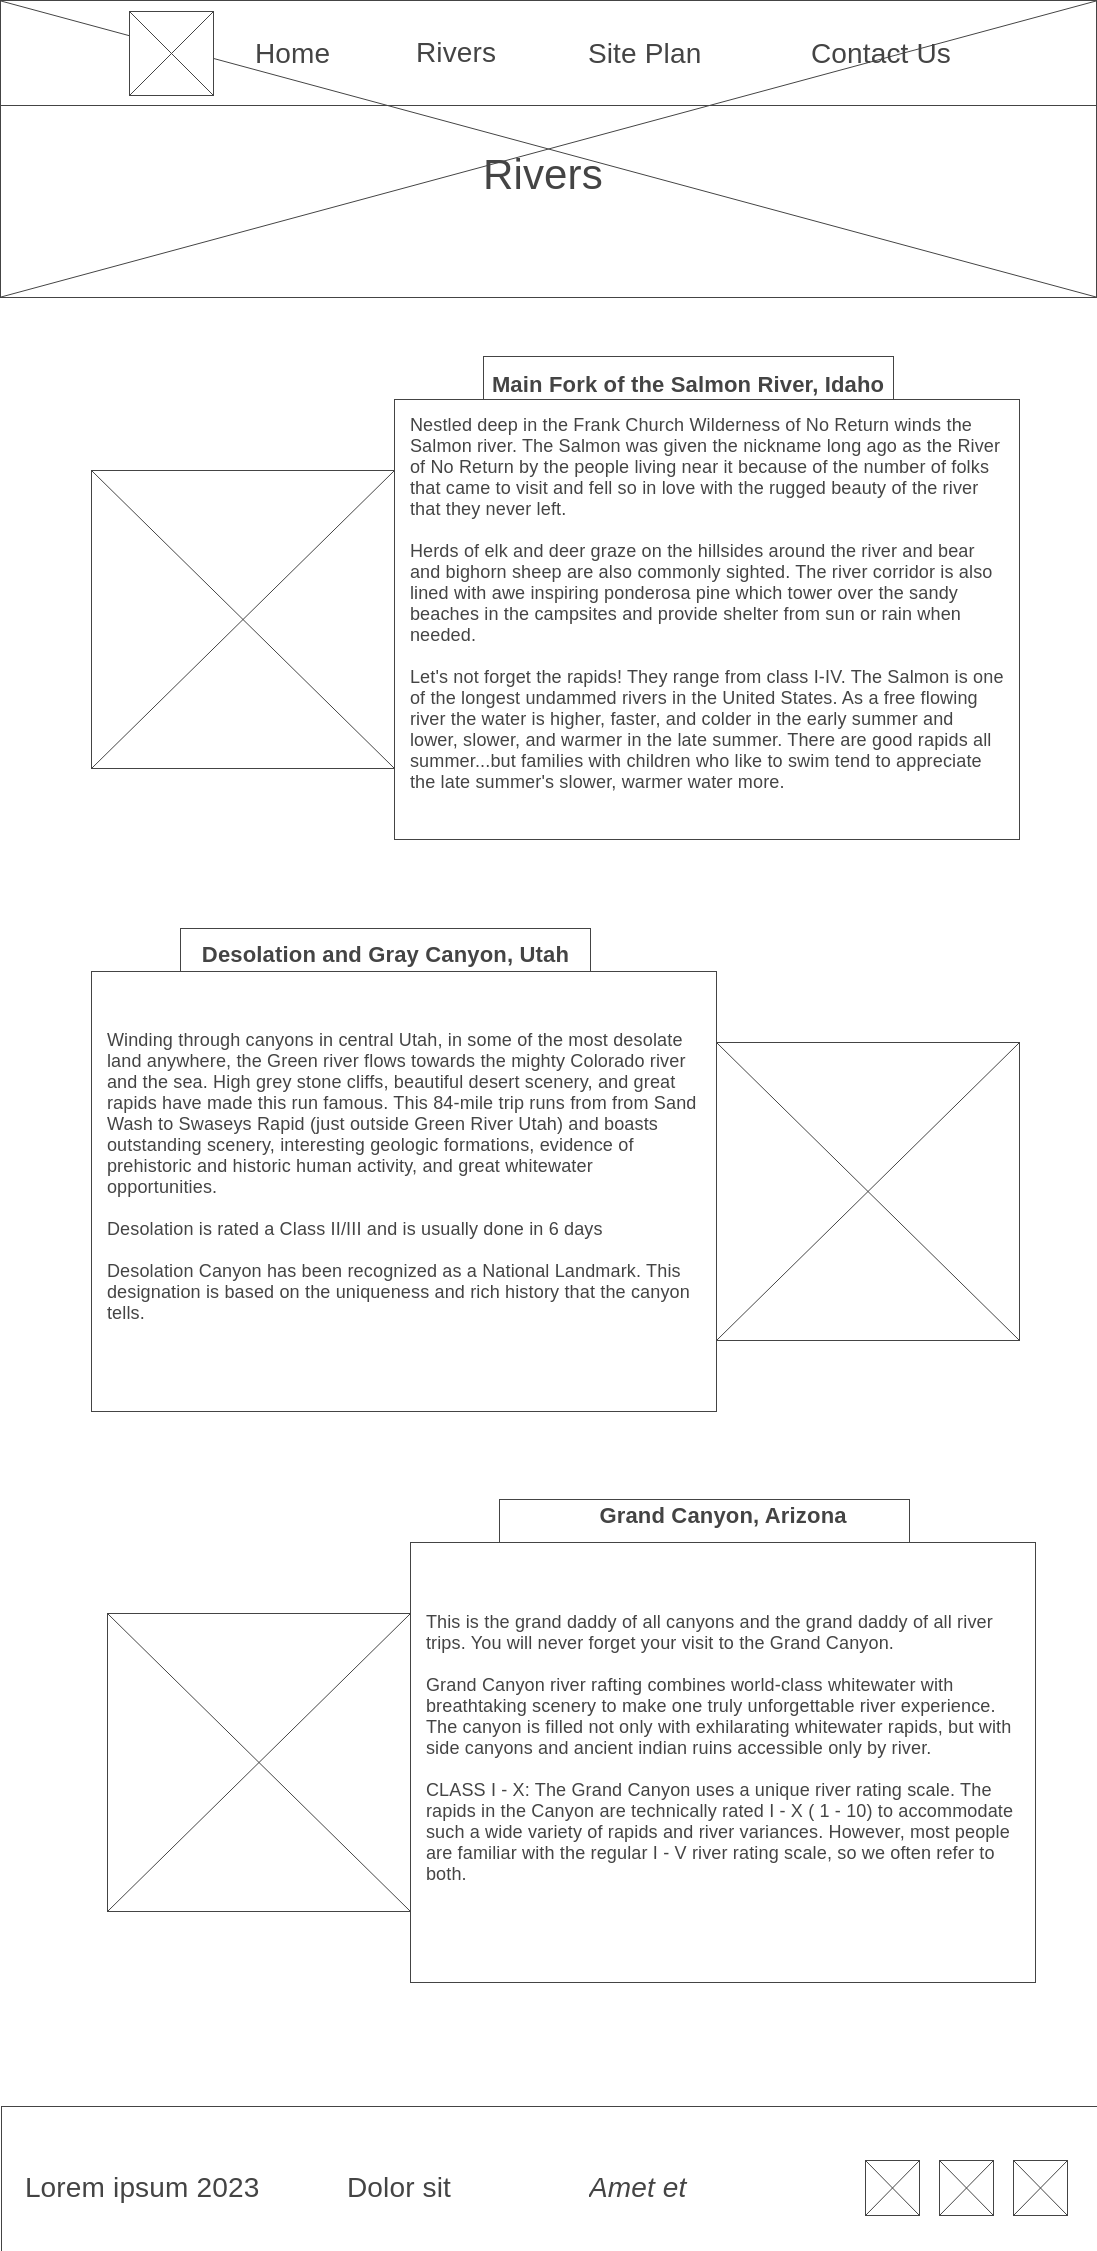 Home Rivers Site Plan Contact Us
Rivers
Main Fork of the Salmon River, Idaho
Nestled deep in the Frank Church Wilderness of No Return winds the
Salmon river. The Salmon was given the nickname long ago as the River
of No Return by the people living near it because of the number of folks
that came to visit and fell so in love with the rugged beauty of the river
that they never left.
Herds of elk and deer graze on the hillsides around the river and bear
and bighorn sheep are also commonly sighted. The river corridor is also
lined with awe inspiring ponderosa pine which tower over the sandy
beaches in the campsites and provide shelter from sun or rain when
needed.
Let's not forget the rapids! They range from class I-IV. The Salmon is one
of the longest undammed rivers in the United States. As a free flowing
river the water is higher, faster, and colder in the early summer and
lower, slower, and warmer in the late summer. There are good rapids all
summer...but families with children who like to swim tend to appreciate
the late summer's slower, warmer water more.
Desolation and Gray Canyon, Utah
Winding through canyons in central Utah, in some of the most desolate
land anywhere, the Green river flows towards the mighty Colorado river
and the sea. High grey stone cliffs, beautiful desert scenery, and great
rapids have made this run famous. This 84-mile trip runs from from Sand
Wash to Swaseys Rapid (just outside Green River Utah) and boasts
outstanding scenery, interesting geologic formations, evidence of
prehistoric and historic human activity, and great whitewater
opportunities.
Desolation is rated a Class II/III and is usually done in 6 days
Desolation Canyon has been recognized as a National Landmark. This
designation is based on the uniqueness and rich history that the canyon
tells.
Grand Canyon, Arizona
This is the grand daddy of all canyons and the grand daddy of all river
trips. You will never forget your visit to the Grand Canyon.
Grand Canyon river rafting combines world-class whitewater with
breathtaking scenery to make one truly unforgettable river experience.
The canyon is filled not only with exhilarating whitewater rapids, but with
side canyons and ancient indian ruins accessible only by river.
CLASS I - X: The Grand Canyon uses a unique river rating scale. The
rapids in the Canyon are technically rated I - X ( 1 - 10) to accommodate
such a wide variety of rapids and river variances. However, most people
are familiar with the regular I - V river rating scale, so we often refer to
both.
Lorem ipsum 2023 Dolor sit Amet et